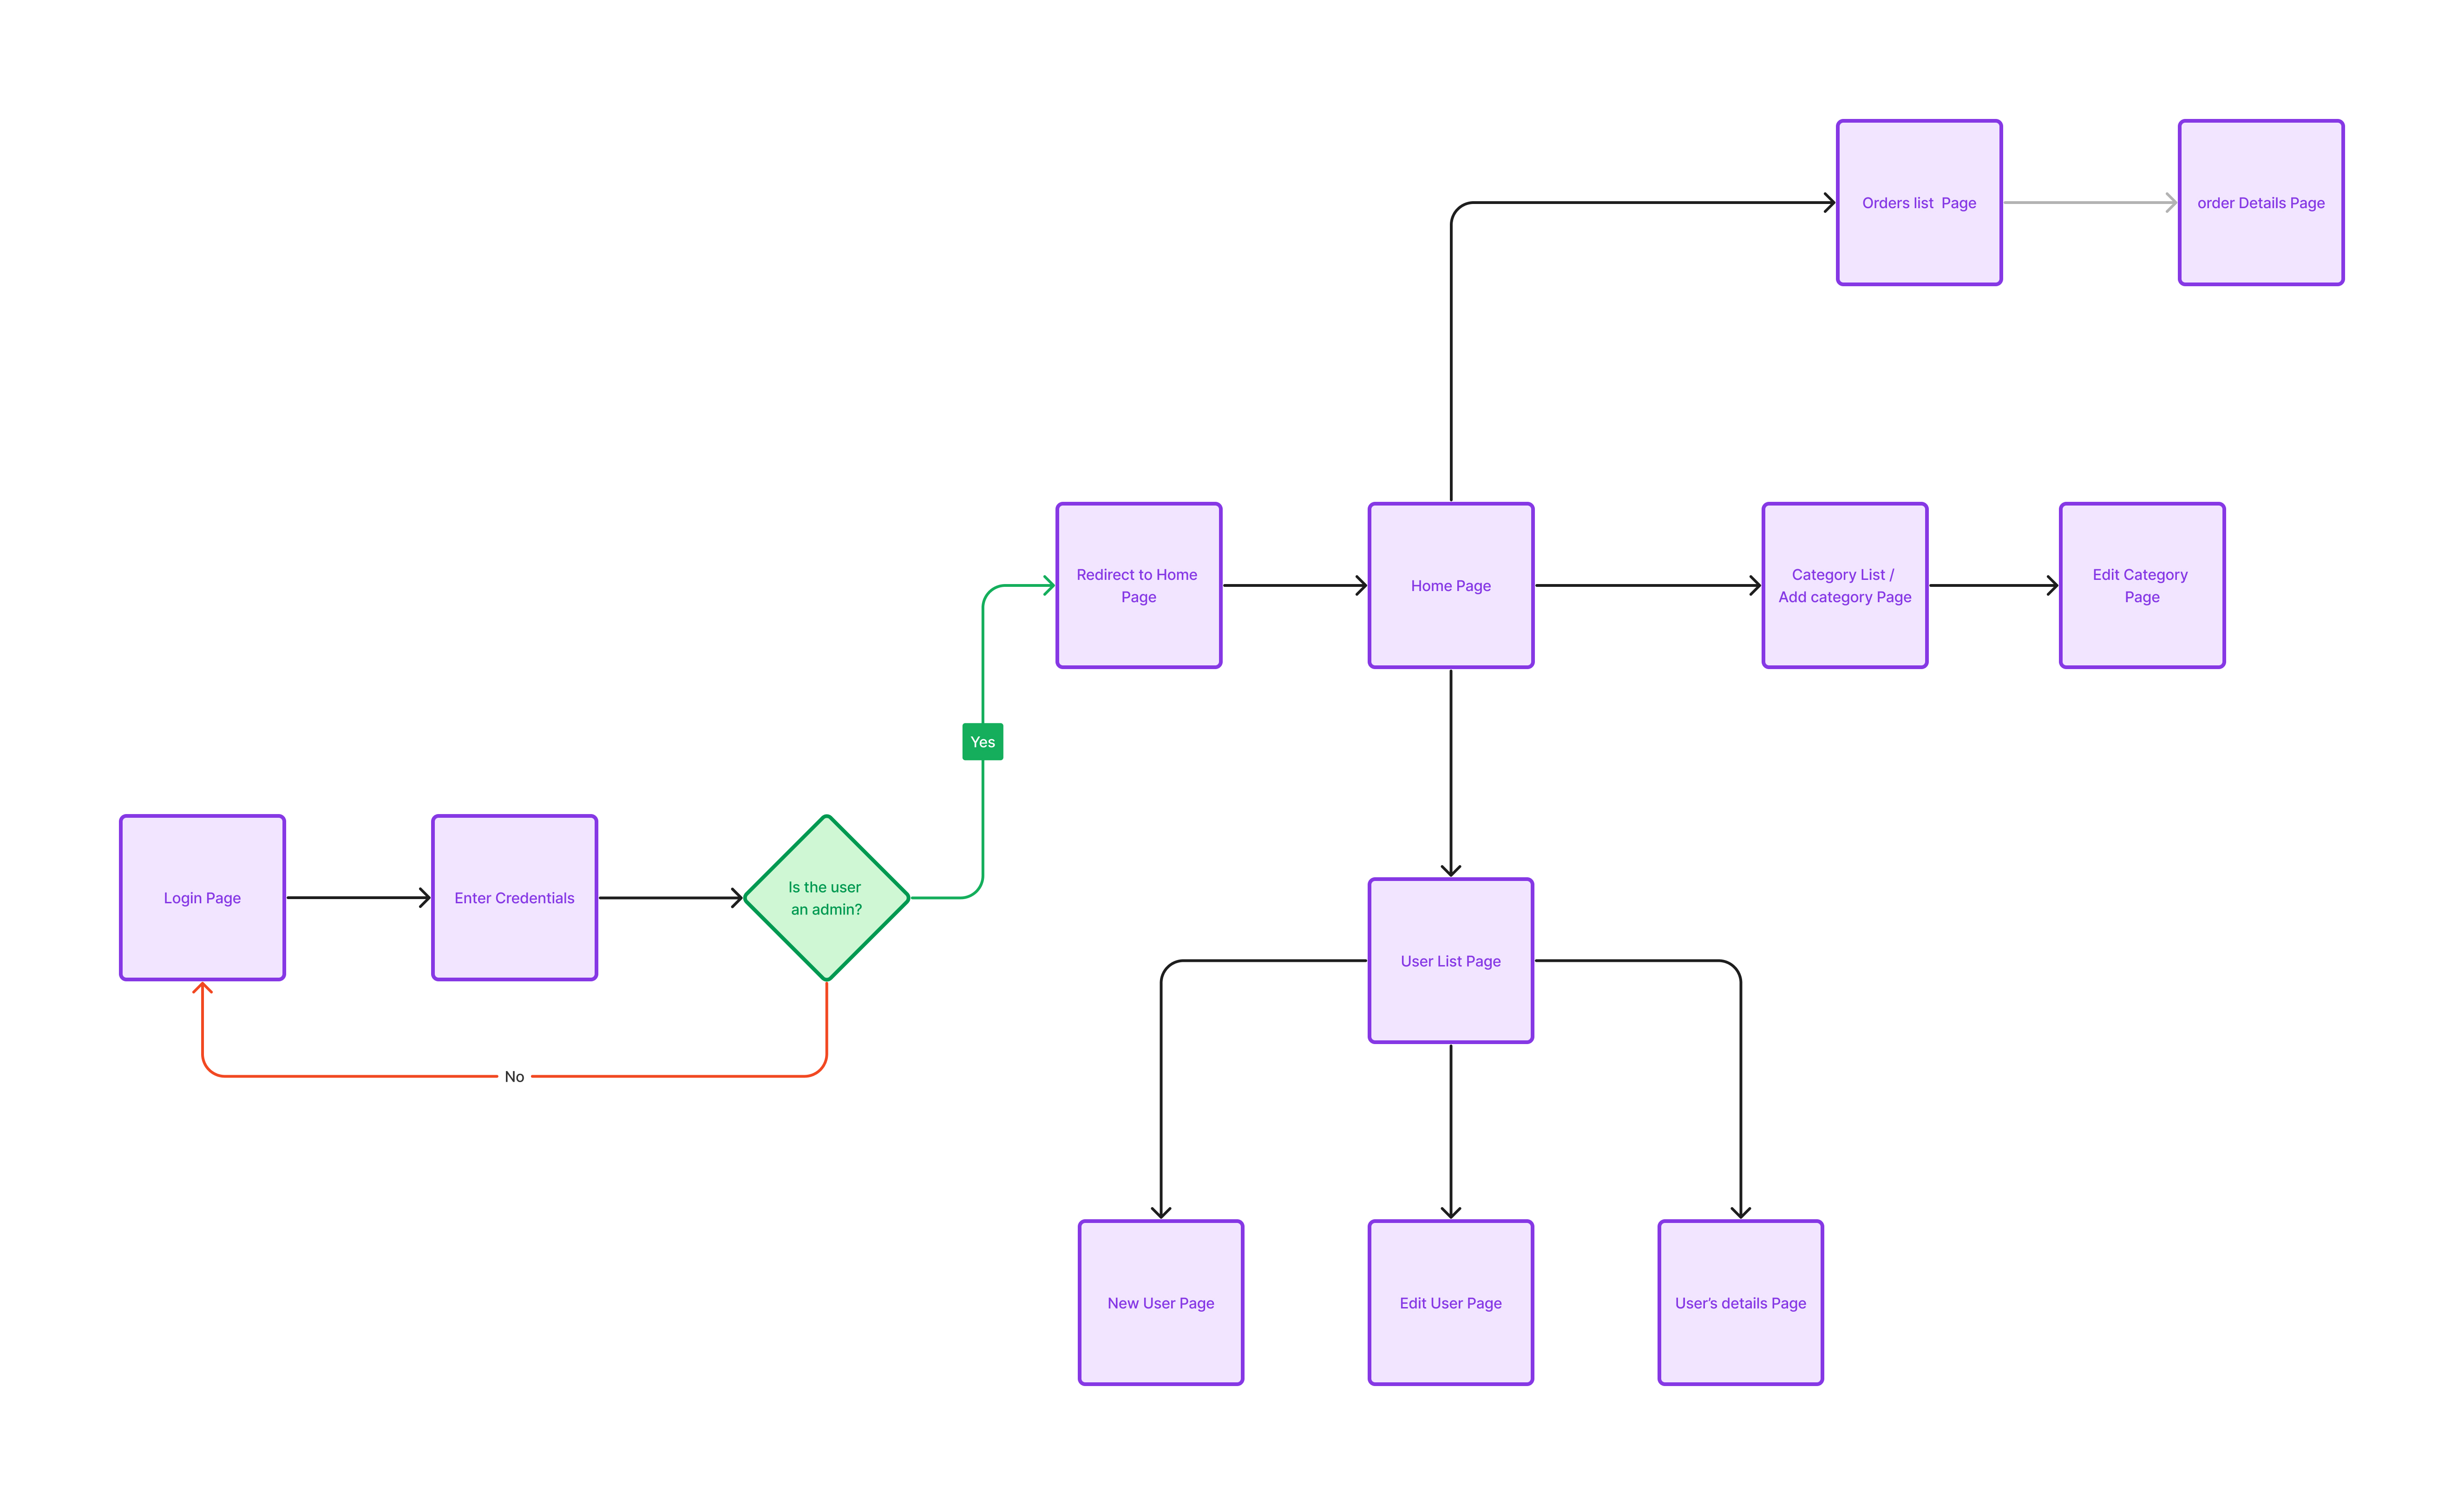 Orders list  Page
order Details Page
Redirect to Home
Page
Home Page
Category List /
Add category Page
Edit Category
Page
Yes
Login Page
Enter Credentials
Is the user
an admin?
User List Page
No
New User Page
Edit User Page
User’s details Page